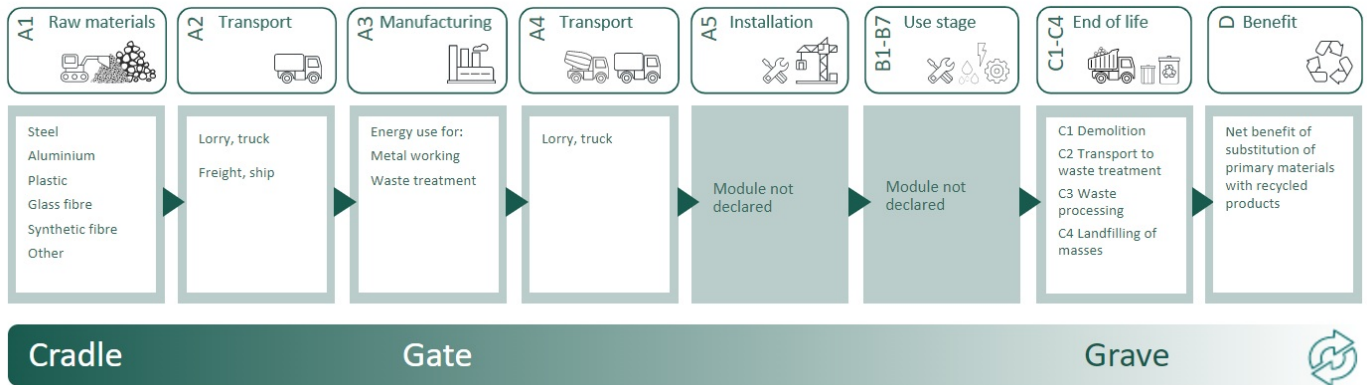 A1 Raw materials
A2 Transport
A3 Manufacturing
A4 Transport
A5 Installation
B1-B7 Use stage
C1-C4 End of life
D Benefit
Steel
Aluminium
Plastic
Glass fibre
Synthetic fibre
Other
Lorry, truck
Freight, ship
Energy use for:
Metal working
Waste treatment
Lorry, truck
Module not
declared
Module not
declared
C1 Demolition
C2 Transport to
waste treatment
C3 Waste
processing
C4 Landfilling of
masses
Net benefit of
substitution of
primary materials
with recycled
products
Cradle
Gate
Grave